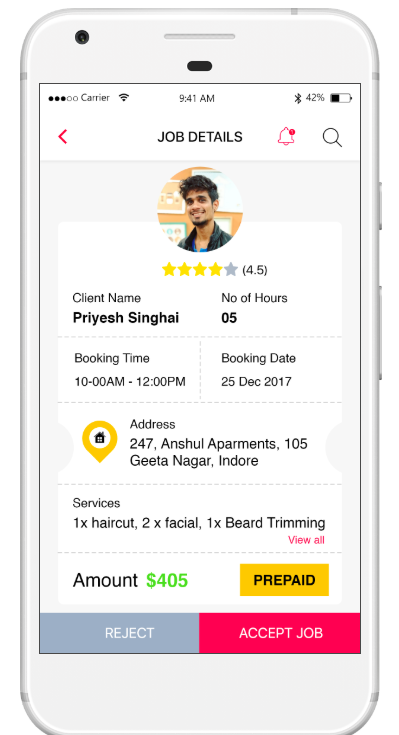 Carrier 9:41 AM 42%
JOB DETAILS
(4.5)
Client Name No of Hours
Priyesh Singhai 05
Booking Time Booking Date
10-00AM - 12:00PM 25 Dec 2017
Address
247, Anshul Aparments, 105
Geeta Nagar, Indore
Services
1x haircut, 2 x facial, 1x Beard Trimming
View all
Amount $405 PREPAID
REJECT ACCEPT JOB